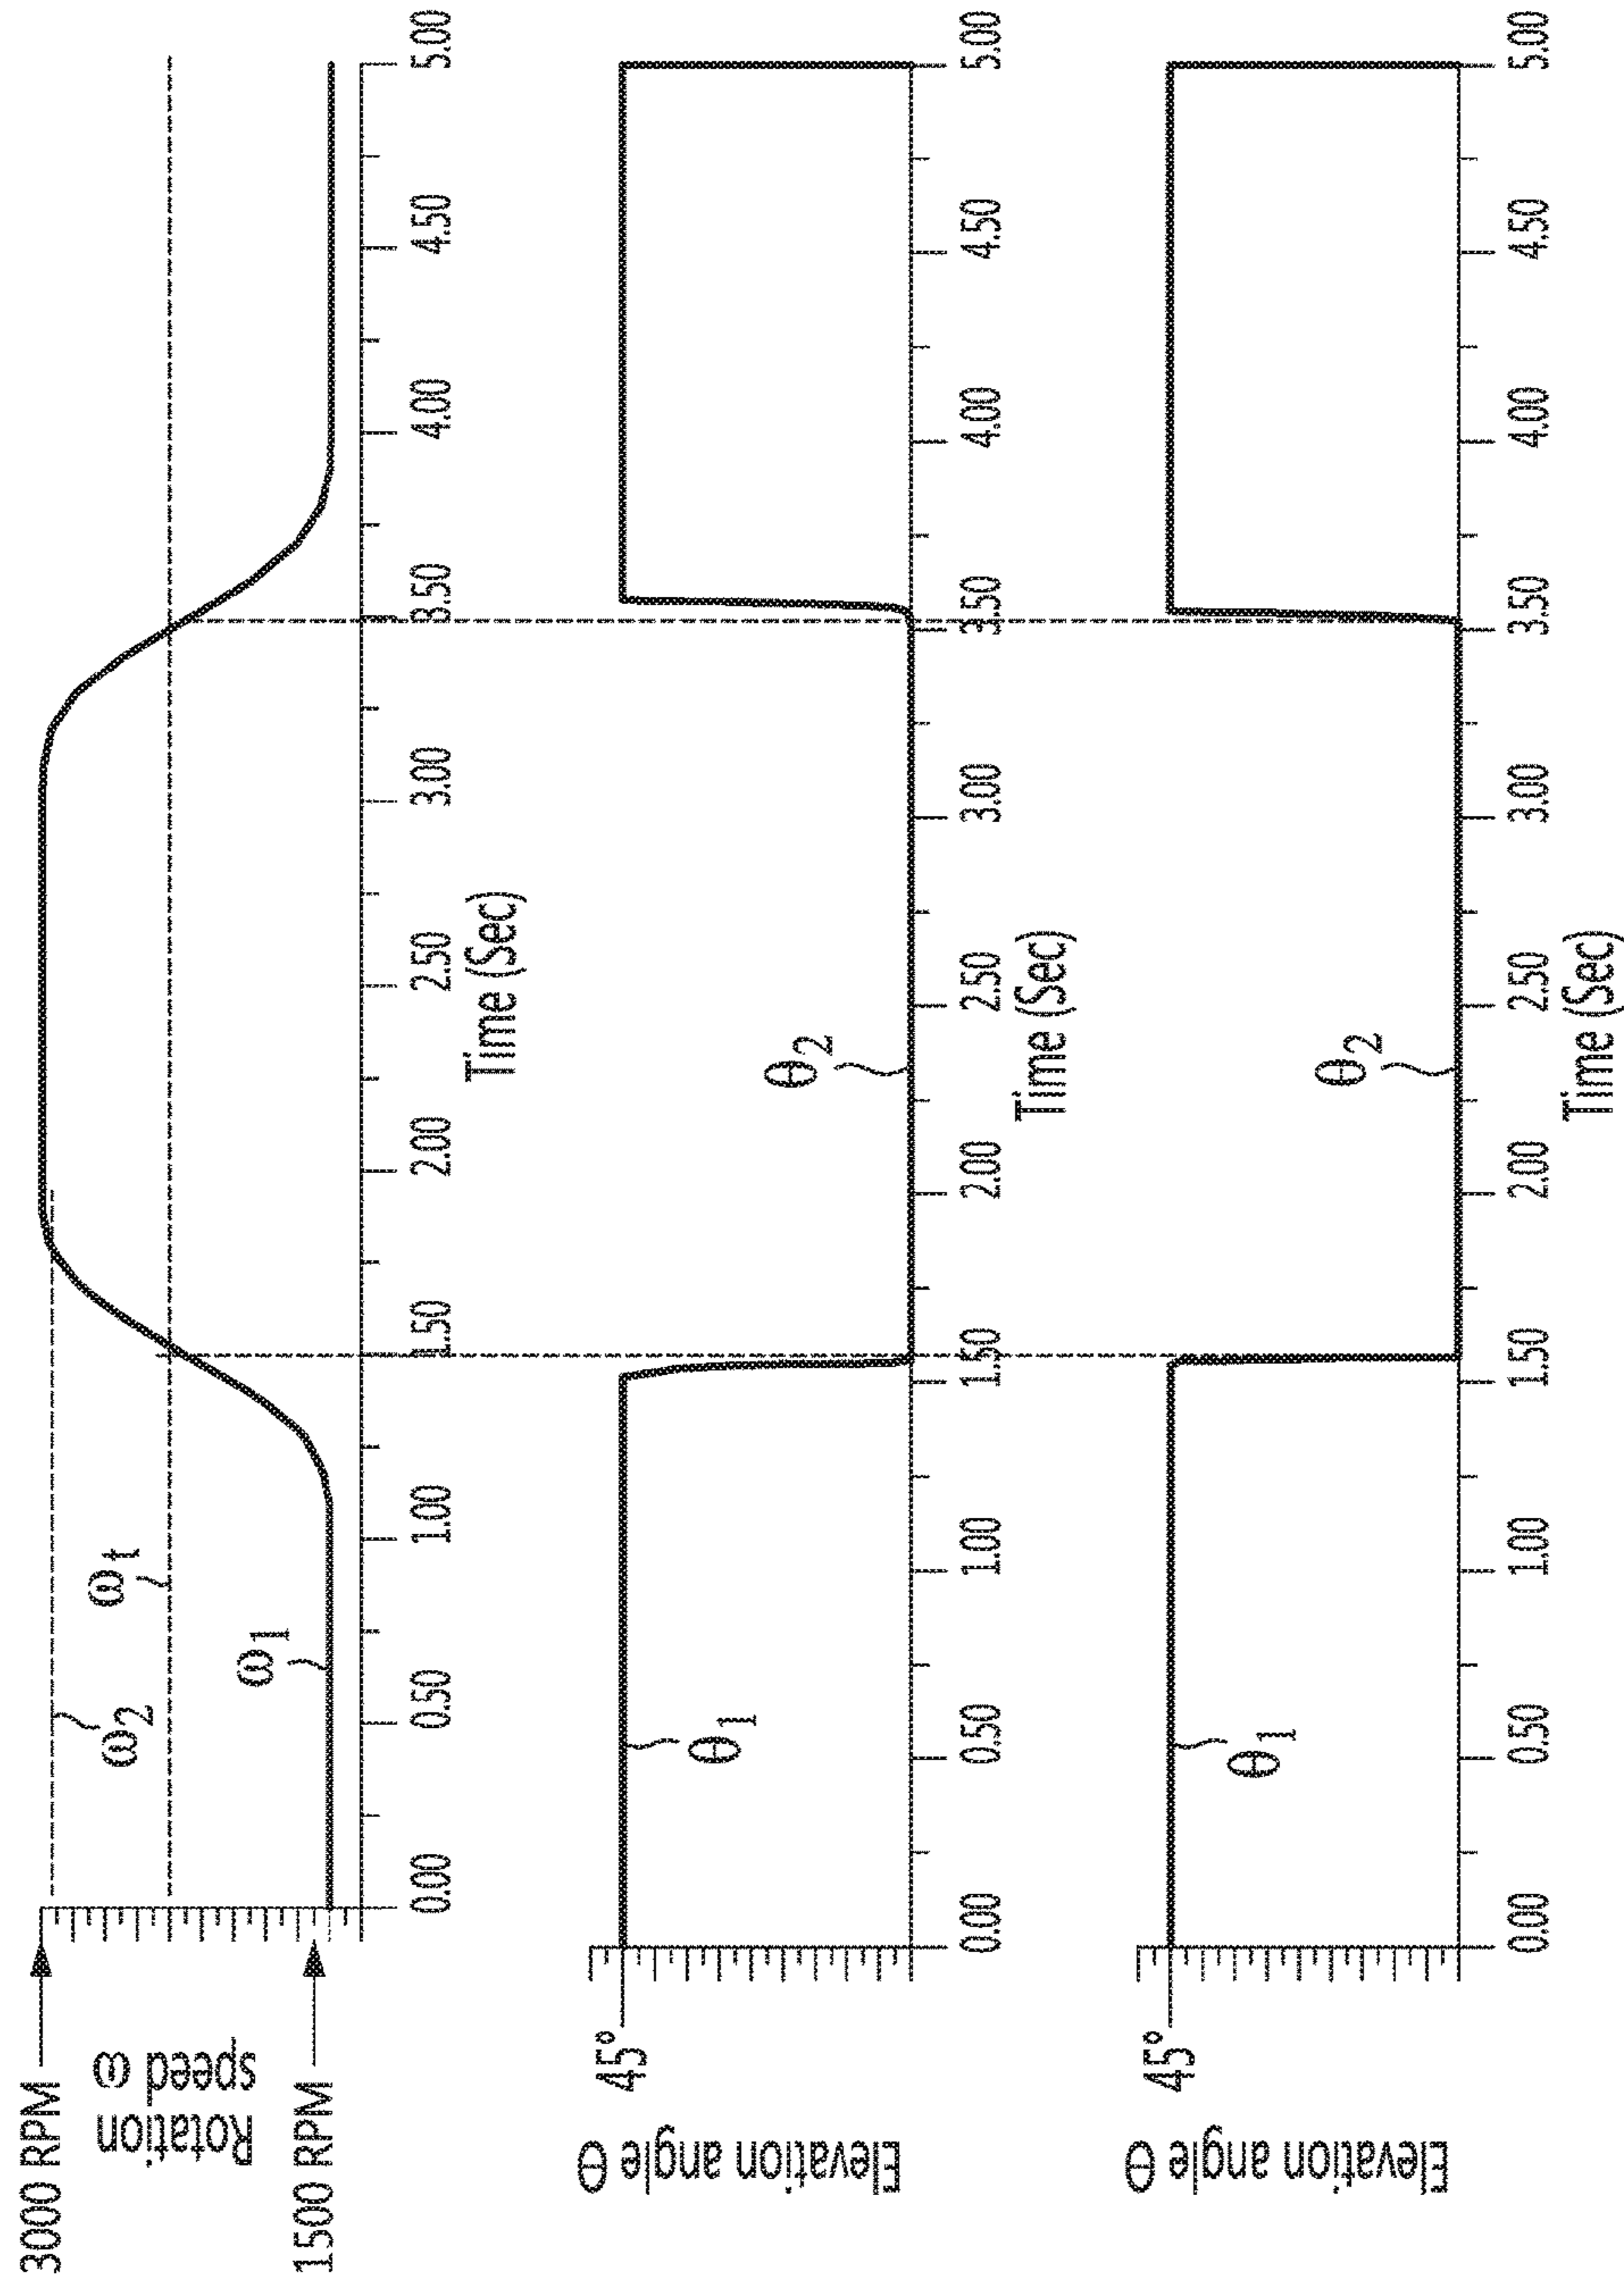 3000 RPM
Rotation
speed ω
1500 RPM
ω2
ωt
ω1
0.00 0.50 1.00 1.50 2.00 2.50 3.00 3.50 4.00 4.50 5.00
Time (Sec)
45°
Elevation angle Θ
θ1
θ2
0.00 0.50 1.00 1.50 2.00 2.50 3.00 3.50 4.00 4.50 5.00
Time (Sec)
45°
Elevation angle Θ
θ1
θ2
0.00 0.50 1.00 1.50 2.00 2.50 3.00 3.50 4.00 4.50 5.00
Time (Sec)